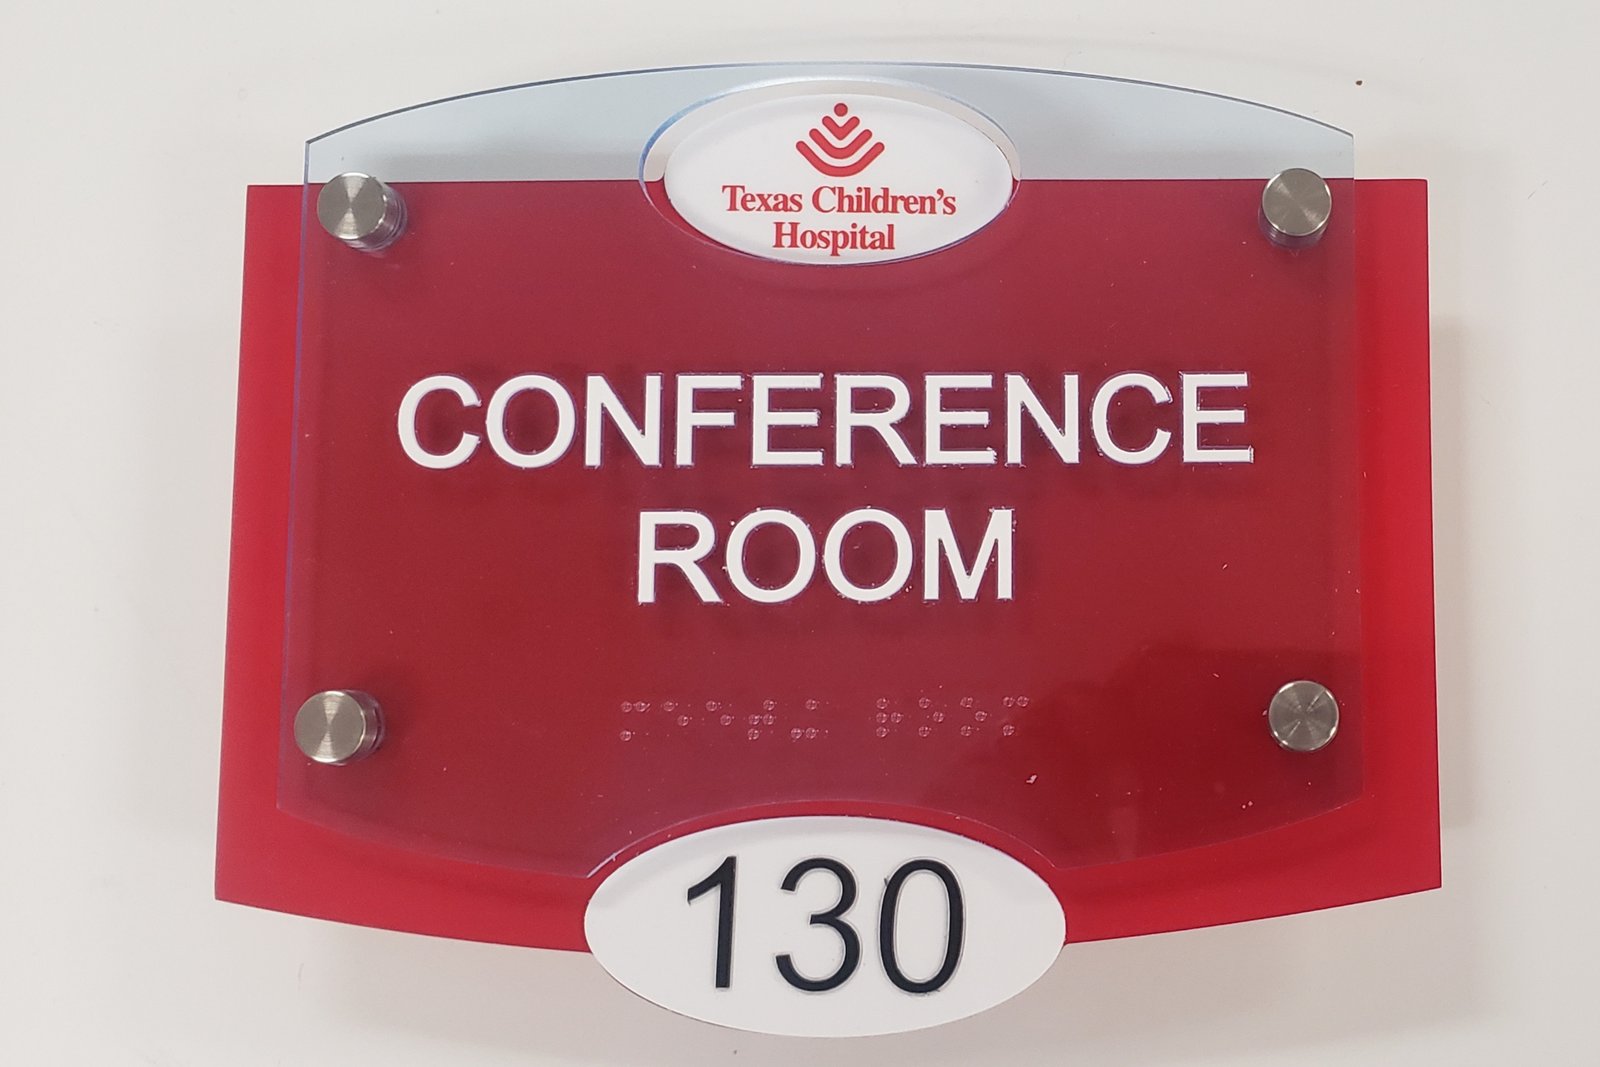 Texas Children's
Hospital
CONFERENCE
ROOM
⠍⠑⠑⠞⠬ ⠗⠕⠕⠍
130